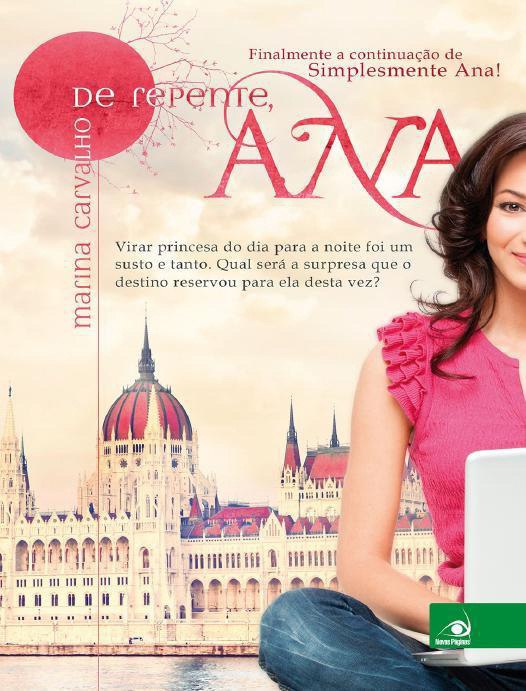 Finalmente a continuação de
Simplesmente Ana!
De repente,
ANA
marina carvalho
Virar princesa do dia para a noite foi um
susto e tanto. Qual será a surpresa que o
destino reservou para ela desta vez?
Novas Páginas